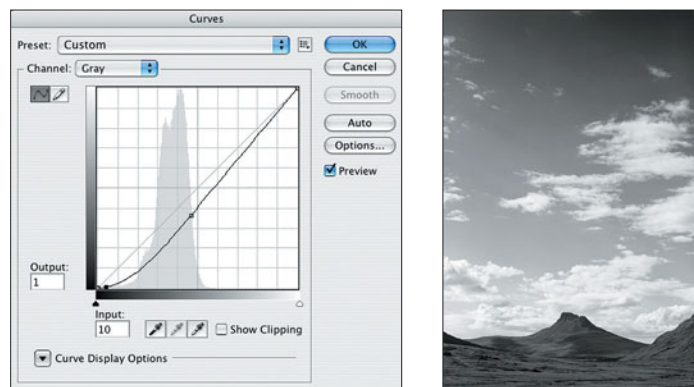 Curves
Preset: Custom
OK
Channel: Gray
Cancel
Smooth
Auto
Options...
Preview
Output:
1
Input:
10
Show Clipping
Curve Display Options